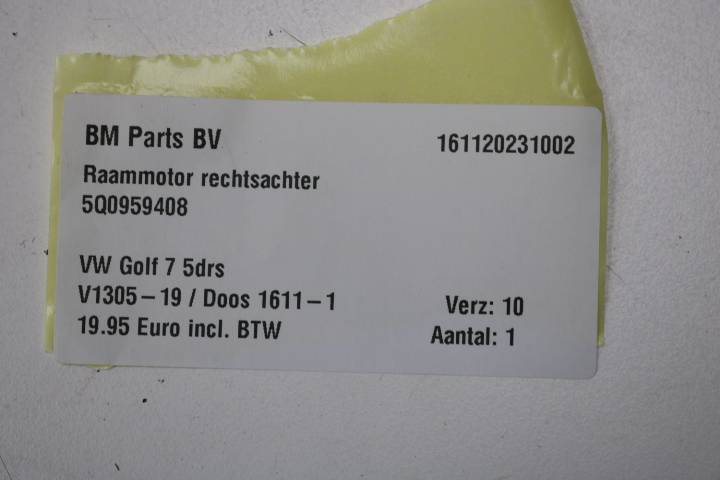 BM Parts BV 161120231002
Raammotor rechtsachter
5Q0959408
VW Golf 7 5drs
V1305-19 / Doos 1611-1 Verz: 10
19.95 Euro incl. BTW Aantal: 1